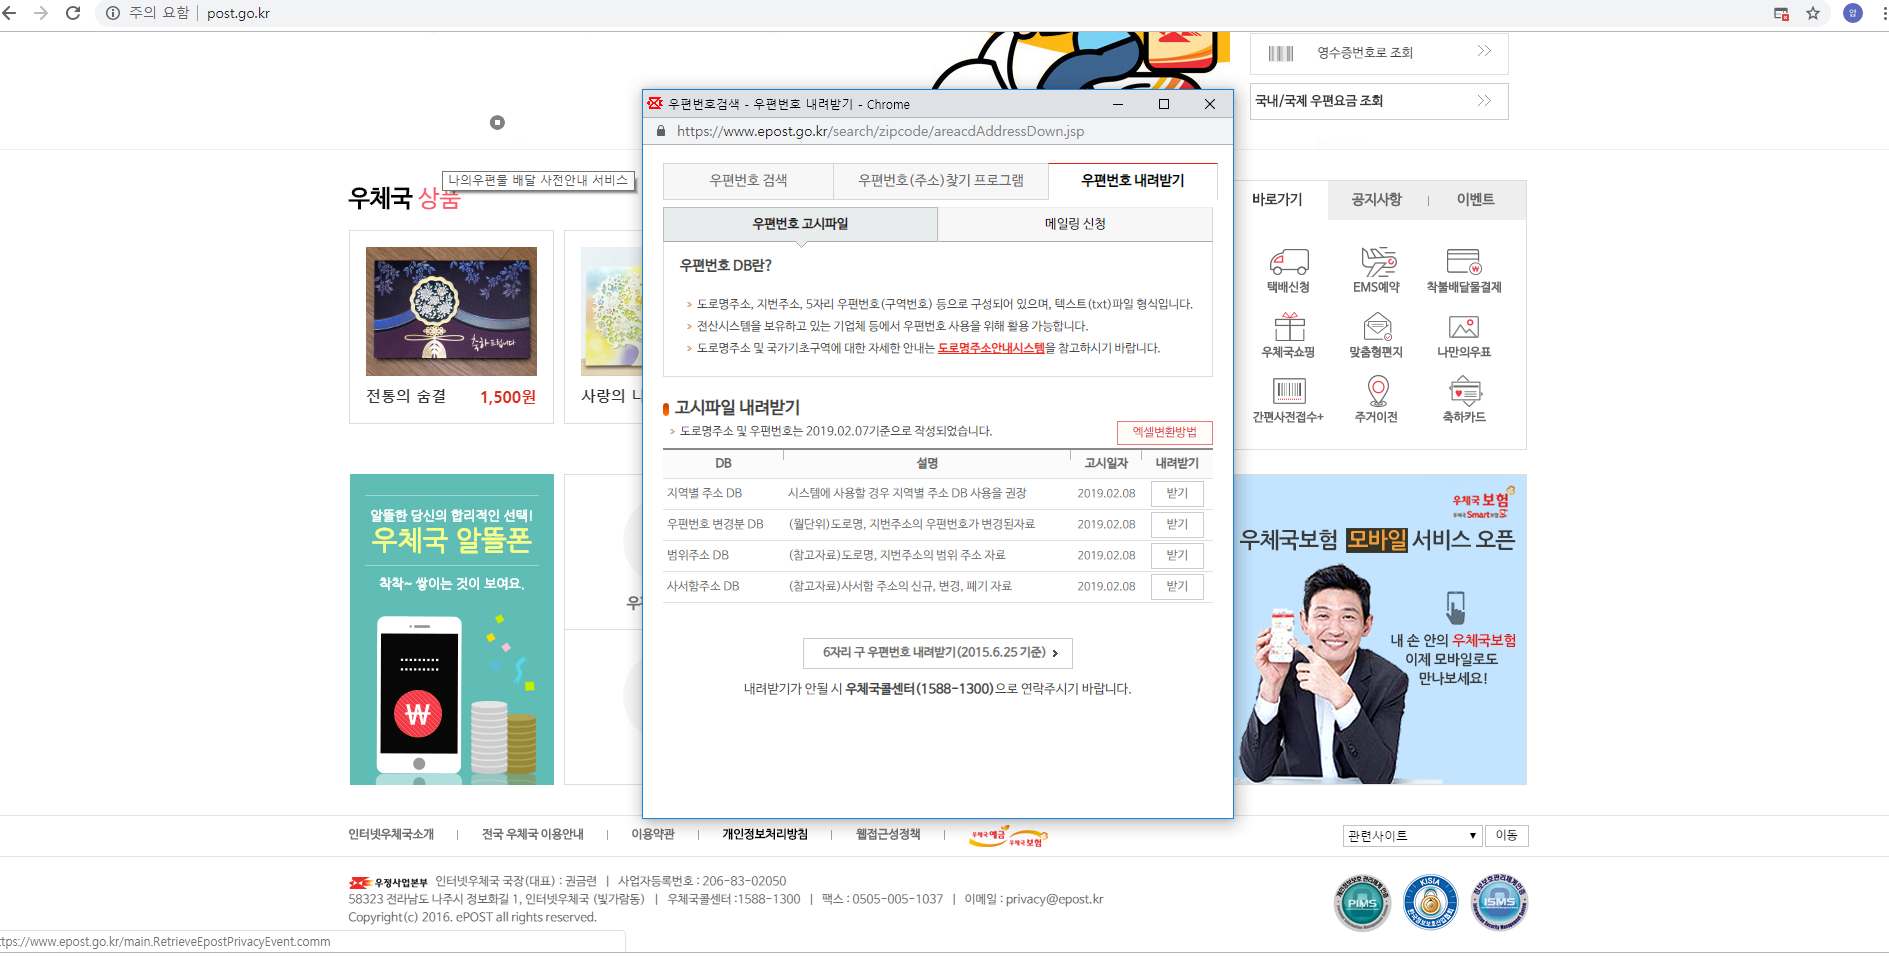 주의 요함 | post.go.kr
영수증번호로 조회
국내/국제 우편요금 조회
나의우편물 배달 사전안내 서비스
우체국 상품
축하드립니다
전통의 숨결 1,500원
사랑의 나
알뜰한 당신의 합리적인 선택!
우체국 알뜰폰
착착~ 쌓이는 것이 보여요.
₩
우편번호검색 - 우편번호 내려받기 - Chrome
https://www.epost.go.kr/search/zipcode/areacdAddressDown.jsp
우편번호 검색 우편번호(주소)찾기 프로그램 우편번호 내려받기
우편번호 고시파일 메일링 신청
우편번호 DB란?
도로명주소, 지번주소, 5자리 우편번호(구역번호) 등으로 구성되어 있으며, 텍스트(txt)파일 형식입니다.
전산시스템을 보유하고 있는 기업체 등에서 우편번호 사용을 위해 활용 가능합니다.
도로명주소 및 국가기초구역에 대한 자세한 안내는 도로명주소안내시스템을 참고하시기 바랍니다.
고시파일 내려받기
도로명주소 및 우편번호는 2019.02.07기준으로 작성되었습니다.
엑셀변환방법
DB 설명 고시일자 내려받기
지역별 주소 DB 시스템에 사용할 경우 지역별 주소 DB 사용을 권장 2019.02.08 받기
우편번호 변경분 DB (월단위)도로명, 지번주소의 우편번호가 변경된자료 2019.02.08 받기
범위주소 DB (참고자료)도로명, 지번주소의 범위 주소 자료 2019.02.08 받기
사서함주소 DB (참고자료)사서함 주소의 신규, 변경, 폐기 자료 2019.02.08 받기
6자리 구 우편번호 내려받기(2015.6.25 기준)
내려받기가 안될 시 우체국콜센터(1588-1300)으로 연락주시기 바랍니다.
바로가기 공지사항 | 이벤트
택배신청 EMS예약 착불배달물결제
우체국쇼핑 맞춤형편지 나만의우표
간편사전접수+ 주거이전 축하카드
우체국 보험
우체국 Smart보험
우체국보험 모바일 서비스 오픈
내 손 안의 우체국보험
이제 모바일로도
만나보세요!
인터넷우체국소개 | 전국 우체국 이용안내 | 이용약관 | 개인정보처리방침 | 웹접근성정책 | 우체국 예금 우체국 보험
관련사이트 이동
우정사업본부 인터넷우체국 국장(대표) : 권금련 | 사업자등록번호 : 206-83-02050
58323 전라남도 나주시 정보화길 1, 인터넷우체국 (빛가람동) | 우체국콜센터 :1588-1300 | 팩스 : 0505-005-1037 | 이메일 : privacy@epost.kr
Copyright(c) 2016. ePOST all rights reserved.
PIMS KISIA ISMS
ttps://www.epost.go.kr/main.RetrieveEpostPrivacyEvent.comm